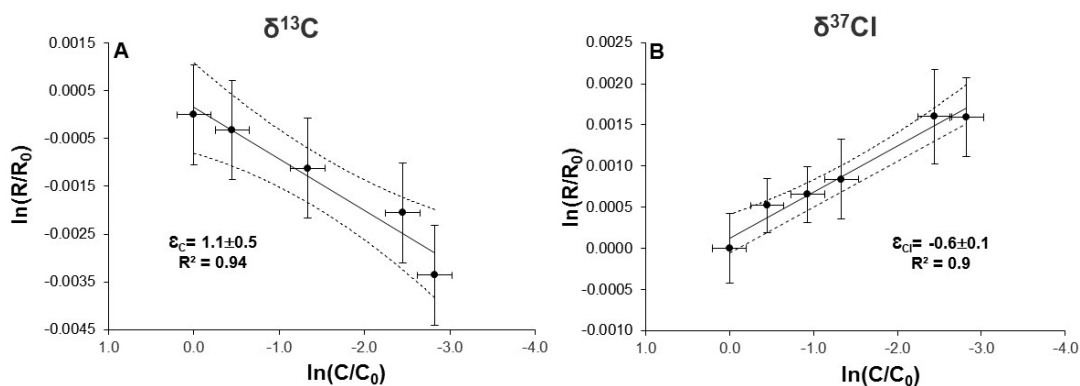 δ¹³C
A
0.0015
0.0005
-0.0005
-0.0015
-0.0025
-0.0035
-0.0045
ln(R/R₀)
ε_C= 1.1±0.5
R² = 0.94
1.0 0.0 -1.0 -2.0 -3.0 -4.0
ln(C/C₀)
δ³⁷Cl
B
0.0025
0.0020
0.0015
0.0010
0.0005
0.0000
-0.0005
-0.0010
ln(R/R₀)
ε_Cl= -0.6±0.1
R² = 0.9
1.0 0.0 -1.0 -2.0 -3.0 -4.0
ln(C/C₀)